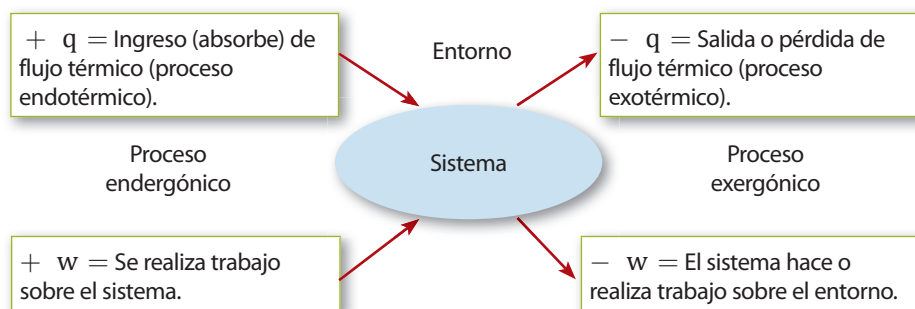 + q = Ingreso (absorbe) de
flujo térmico (proceso
endotérmico).
Entorno
− q = Salida o pérdida de
flujo térmico (proceso
exotérmico).
Proceso
endergónico
Sistema
Proceso
exergónico
+ w = Se realiza trabajo
sobre el sistema.
− w = El sistema hace o
realiza trabajo sobre el entorno.